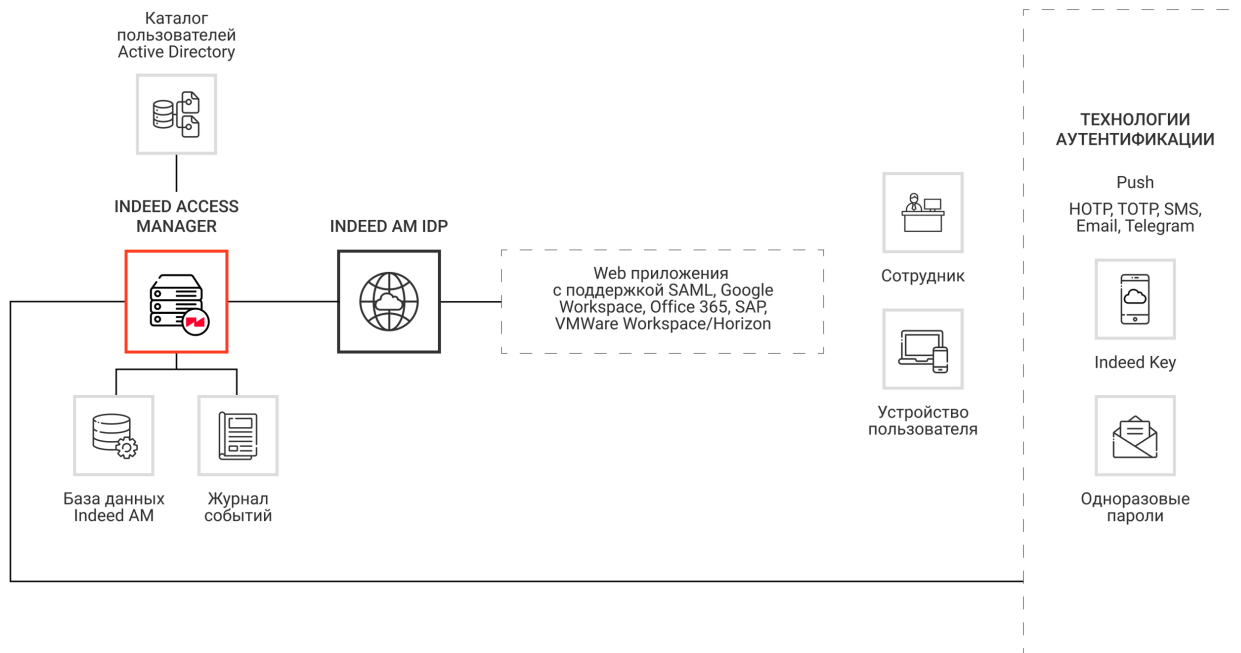 Каталог
пользователей
Active Directory
INDEED ACCESS
MANAGER
INDEED AM IDP
Web приложения
с поддержкой SAML, Google
Workspace, Office 365, SAP,
VMWare Workspace/Horizon
База данных
Indeed AM
Журнал
событий
Сотрудник
Устройство
пользователя
ТЕХНОЛОГИИ
АУТЕНТИФИКАЦИИ
Push
HOTP, TOTP, SMS,
Email, Telegram
Indeed Key
Одноразовые
пароли